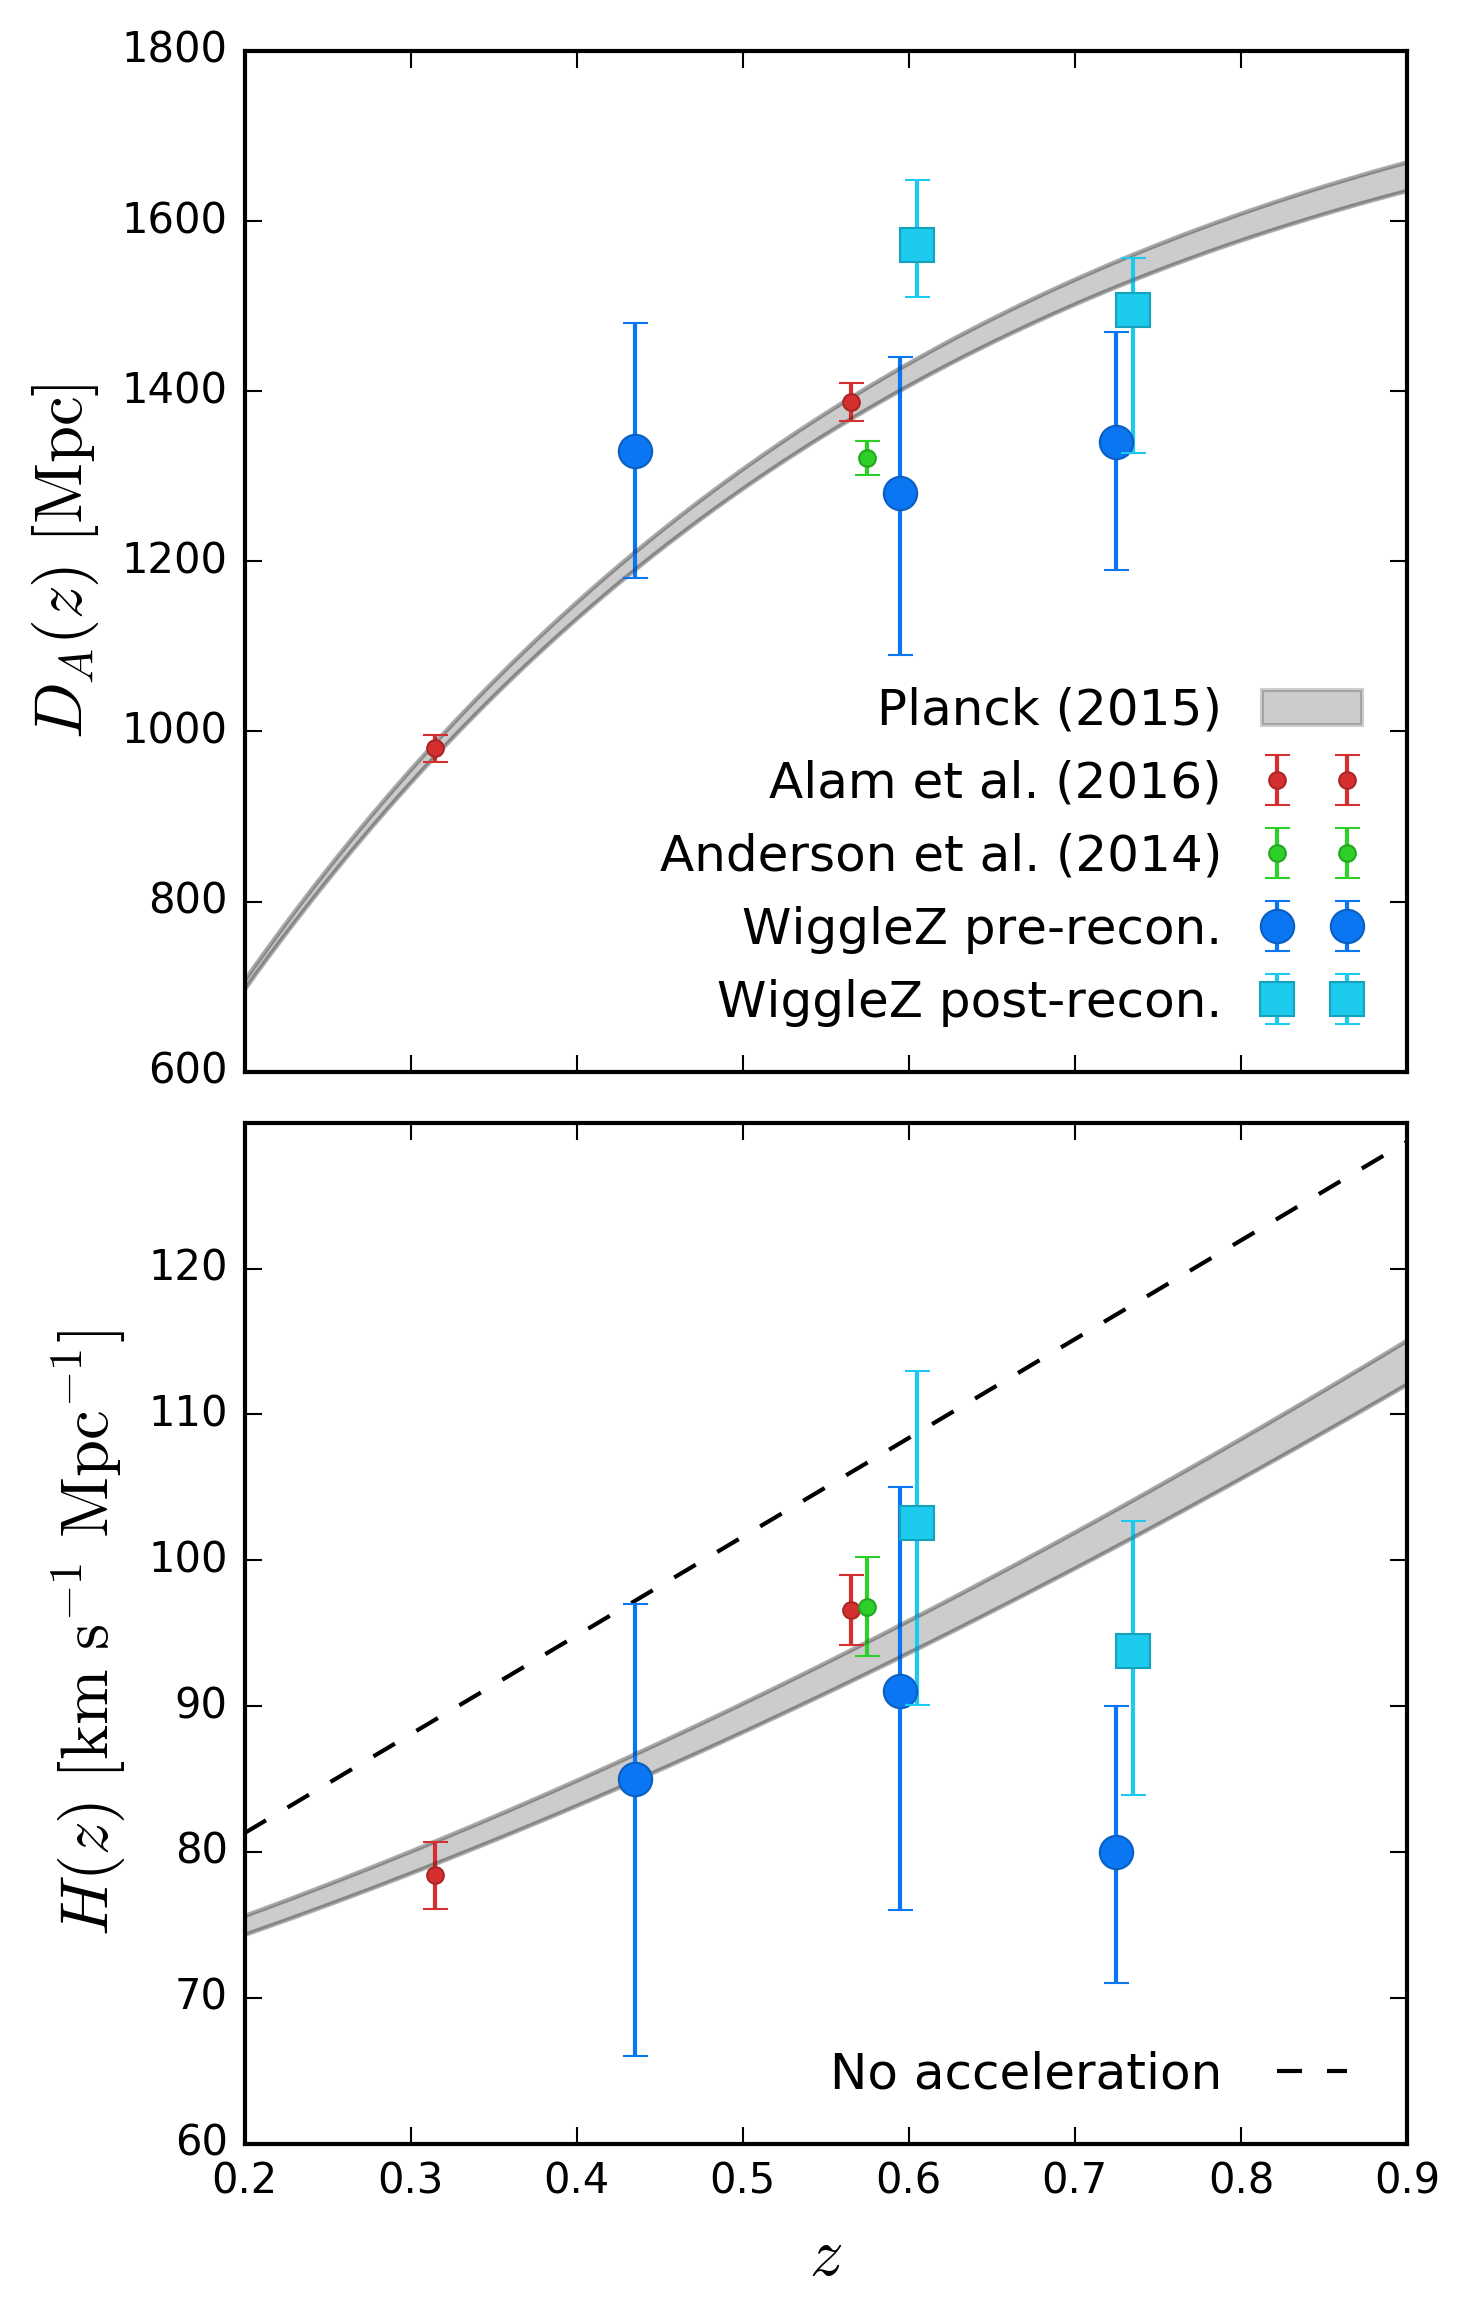 1800
1600
1400
1200
1000
800
600
D_A(z) [Mpc]
Planck (2015)
Alam et al. (2016)
Anderson et al. (2014)
WiggleZ pre-recon.
WiggleZ post-recon.
120
110
100
90
80
70
60
H(z) [km s⁻¹ Mpc⁻¹]
No acceleration
0.2 0.3 0.4 0.5 0.6 0.7 0.8 0.9
z